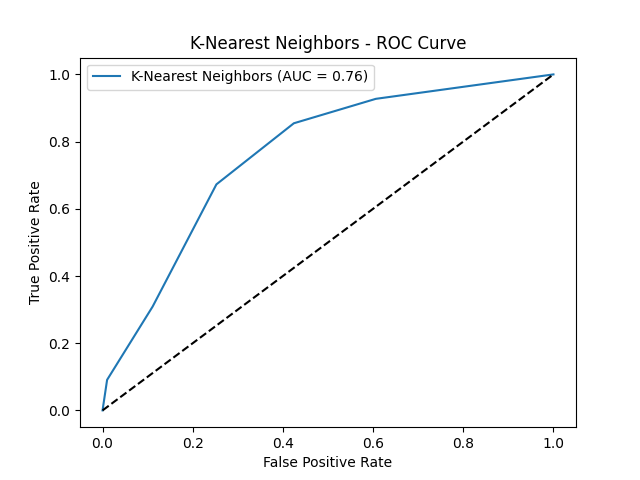 K-Nearest Neighbors - ROC Curve
K-Nearest Neighbors (AUC = 0.76)
1.0
0.8
0.6
0.4
0.2
0.0
True Positive Rate
0.0 0.2 0.4 0.6 0.8 1.0
False Positive Rate